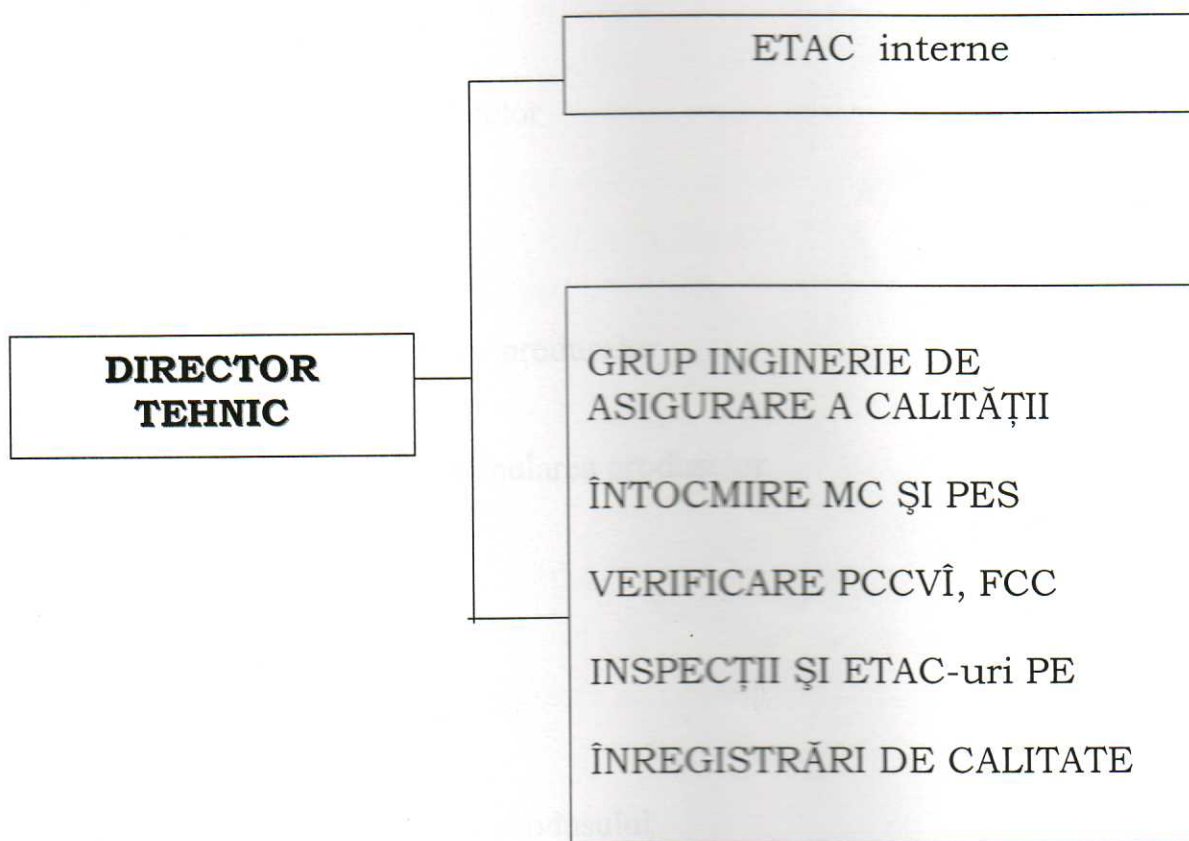 ETAC interne
DIRECTOR
TEHNIC
GRUP INGINERIE DE
ASIGURARE A CALITĂȚII
ÎNTOCMIRE MC ŞI PES
VERIFICARE PCCVÎ, FCC
INSPECȚII ŞI ETAC-uri PE
ÎNREGISTRĂRI DE CALITATE